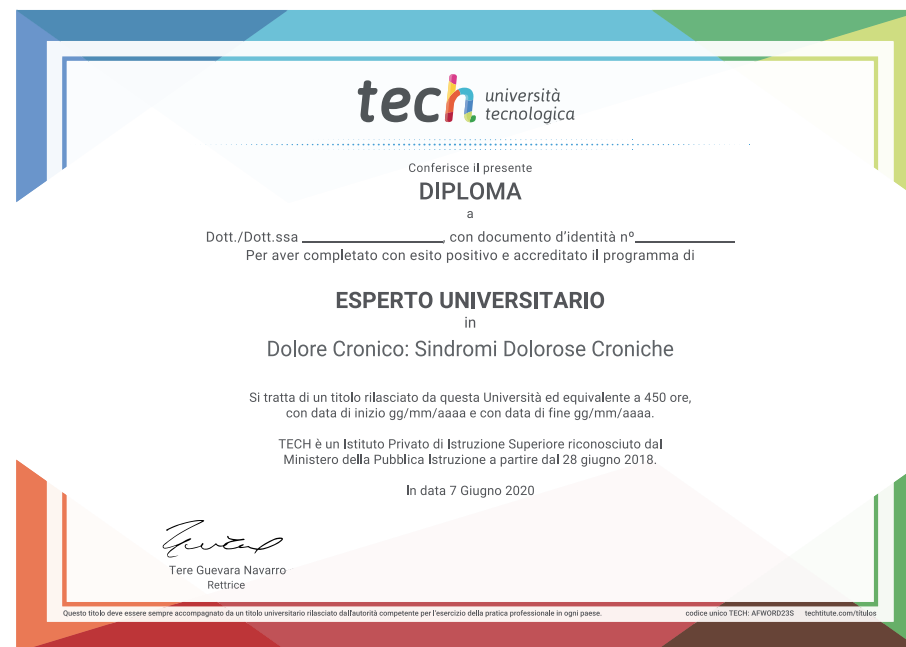 tech università
tecnologica
Conferisce il presente
DIPLOMA
a
Dott./Dott.ssa ____________________, con documento d'identità nº______________
Per aver completato con esito positivo e accreditato il programma di
ESPERTO UNIVERSITARIO
in
Dolore Cronico: Sindromi Dolorose Croniche
Si tratta di un titolo rilasciato da questa Università ed equivalente a 450 ore,
con data di inizio gg/mm/aaaa e con data di fine gg/mm/aaaa.
TECH è un Istituto Privato di Istruzione Superiore riconosciuto dal
Ministero della Pubblica Istruzione a partire dal 28 giugno 2018.
In data 7 Giugno 2020
Tere Guevara Navarro
Rettrice
Questo titolo deve essere sempre accompagnato da un titolo universitario rilasciato dall'autorità competente per l'esercizio della pratica professionale in ogni paese. codice unico TECH: AFWORD23S techtitute.com/titulos